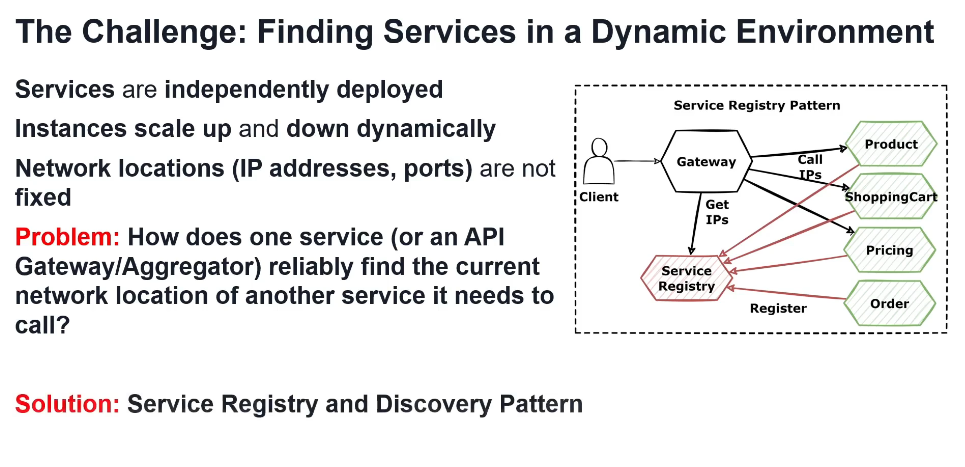 The Challenge: Finding Services in a Dynamic Environment
Services are independently deployed
Instances scale up and down dynamically
Network locations (IP addresses, ports) are not
fixed
Problem: How does one service (or an API
Gateway/Aggregator) reliably find the current
network location of another service it needs to
call?
Solution: Service Registry and Discovery Pattern
Service Registry Pattern
Client
Gateway
Call
IPs
Get
IPs
Product
ShoppingCart
Pricing
Order
Service
Registry
Register